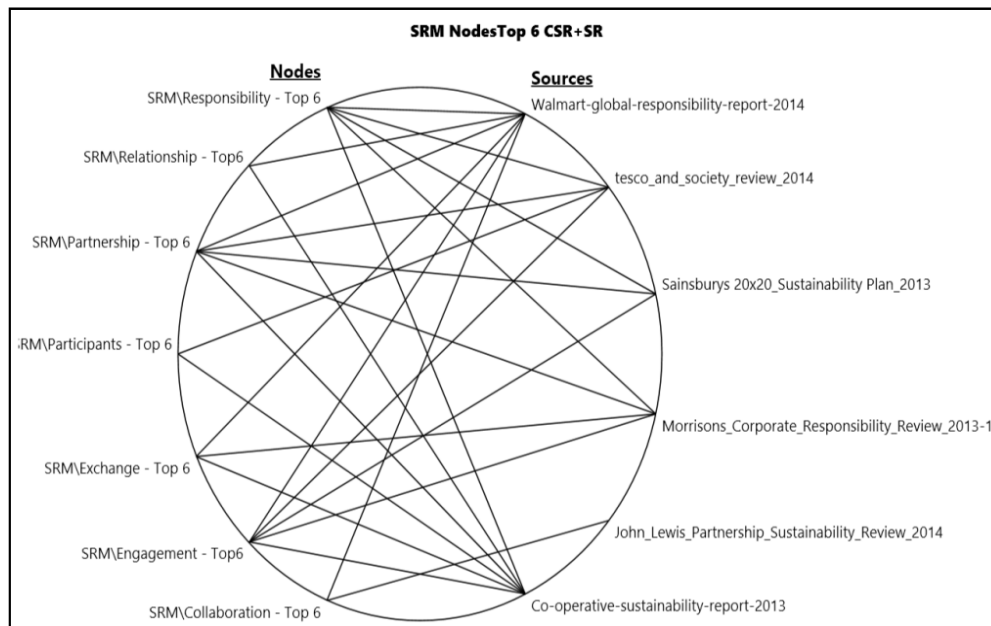 SRM NodesTop 6 CSR+SR
Nodes
Sources
SRM\Responsibility - Top 6
Walmart-global-responsibility-report-2014
SRM\Relationship - Top6
tesco_and_society_review_2014
SRM\Partnership - Top 6
Sainsburys 20x20_Sustainability Plan_2013
RM\Participants - Top 6
Morrisons_Corporate_Responsibility_Review_2013-1
SRM\Exchange - Top 6
John_Lewis_Partnership_Sustainability_Review_2014
SRM\Engagement - Top6
Co-operative-sustainability-report-2013
SRM\Collaboration - Top 6